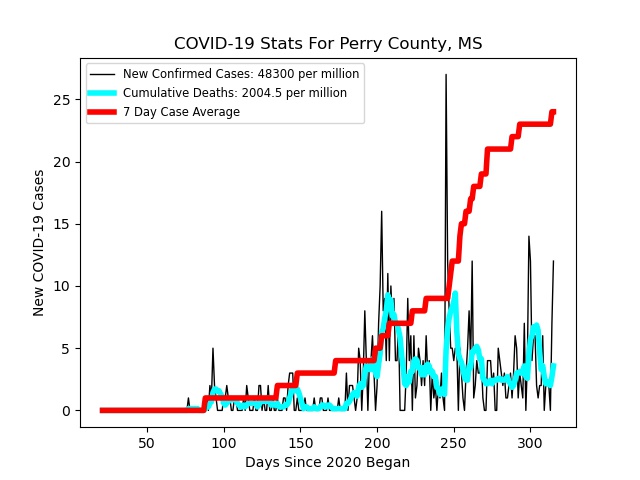 COVID-19 Stats For Perry County, MS
New Confirmed Cases: 48300 per million
Cumulative Deaths: 2004.5 per million
7 Day Case Average
New COVID-19 Cases
25
20
15
10
5
0
50 100 150 200 250 300
Days Since 2020 Began